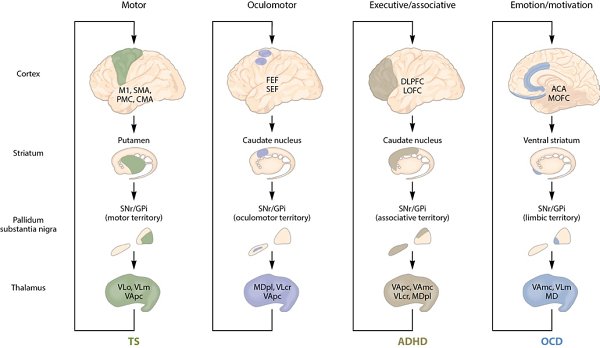 Motor
Oculomotor
Executive/associative
Emotion/motivation
Cortex
M1, SMA,
PMC, CMA
FEF
SEF
DLPFC
LOFC
ACA
MOFC
Striatum
Putamen
Caudate nucleus
Caudate nucleus
Ventral striatum
Pallidum
substantia nigra
SNr/GPi
(motor territory)
SNr/GPi
(oculomotor territory)
SNr/GPi
(associative territory)
SNr/GPi
(limbic territory)
Thalamus
VLo, VLm
VApc
MDpl, VLcr
VApc
VApc, VAmc
VLcr, MDpl
VAmc, VLm
MD
TS
ADHD
OCD